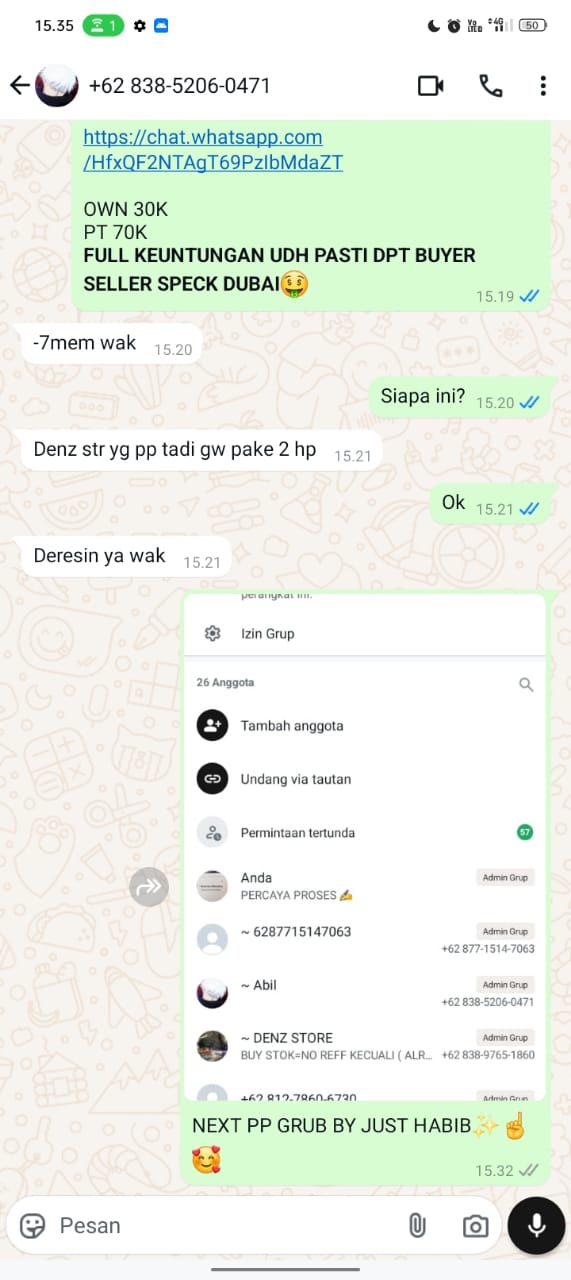 15.35
1
Yo
LTE D
4G
50
+62 838-5206-0471
https://chat.whatsapp.com
/HfxQF2NTAgT69PzIbMdaZT
OWN 30K
PT 70K
FULL KEUNTUNGAN UDH PASTI DPT BUYER
SELLER SPECK DUBAI🤑
15.19
-7mem wak 15.20
Siapa ini? 15.20
Denz str yg pp tadi gw pake 2 hp 15.21
Ok 15.21
Deresin ya wak 15.21
perangkat ini.
Izin Grup
26 Anggota
Tambah anggota
Undang via tautan
Permintaan tertunda 57
Anda Admin Grup
PERCAYA PROSES ✍️
~ 6287715147063 Admin Grup
+62 877-1514-7063
~ Abil Admin Grup
+62 838-5206-0471
~ DENZ STORE Admin Grup
BUY STOK=NO REFF KECUALI ( ALR... +62 838-9765-1860
+62 812-7860-6730 Admin Grup
NEXT PP GRUB BY JUST HABIB✨☝️
🥰
15.32
Pesan